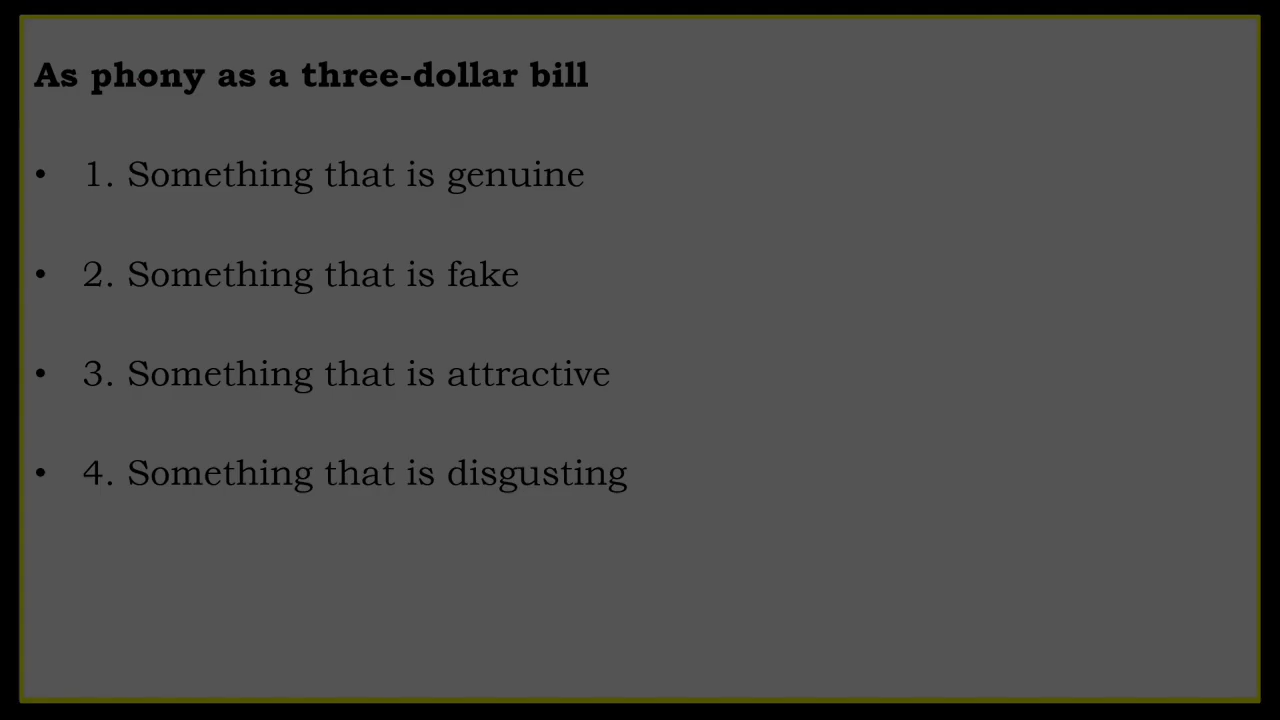 As phony as a three-dollar bill
• 1. Something that is genuine
• 2. Something that is fake
• 3. Something that is attractive
• 4. Something that is disgusting